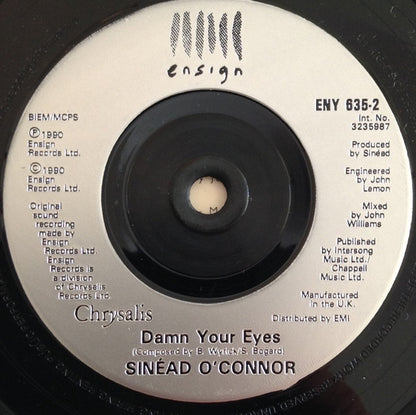 ensign
ENY 635-2
Int. No.
3235987
BIEM/MCPS
Ⓟ1990
Ensign
Records Ltd.
©1990
Ensign
Records Ltd.
Original
sound
recording
made by
Ensign
Records Ltd.
Ensign
Records is
a division
of Chrysalis
Records Ltd.
Produced
by Sinéad
Engineered
by John
Lemon
Mixed
by John
Williams
Published
by Intersong
Music Ltd./
Chappell
Music Ltd.
Manufactured
in the U.K.
Distributed by EMI
Chrysalis
Damn Your Eyes
(Composed by B. Wyrick/S. Bogard)
SINÉAD O'CONNOR